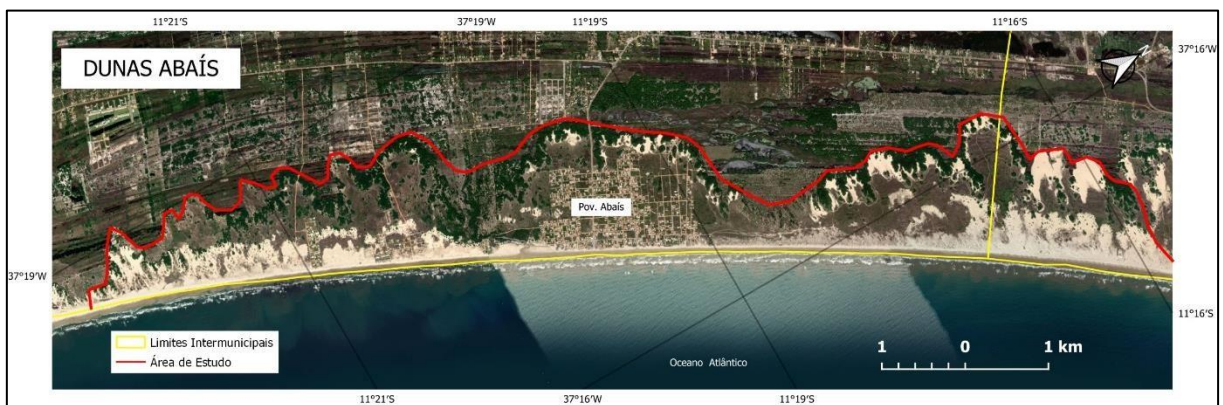 11°21'S
37°19'W
11°19'S
11°16'S
37°16'W
DUNAS ABAÍS
Pov. Abaís
37°19'W
11°16'S
Limites Intermunicipais
Área de Estudo
Oceano Atlântico
1 0 1 km
11°21'S
37°16'W
11°19'S